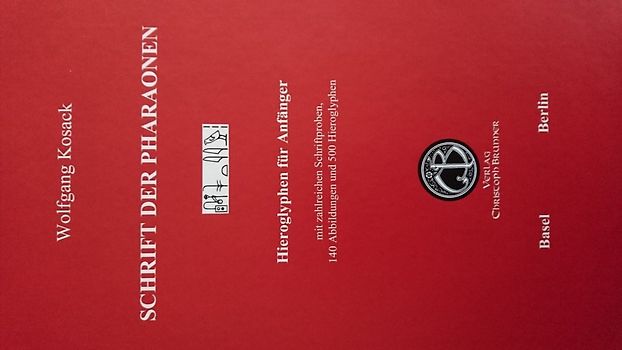 Wolfgang Kosack
SCHRIFT DER PHARAONEN
Hieroglyphen für Anfänger
mit zahlreichen Schriftproben,
140 Abbildungen und 500 Hieroglyphen
VERLAG
CHRISTOPH BRUNNER
Basel Berlin